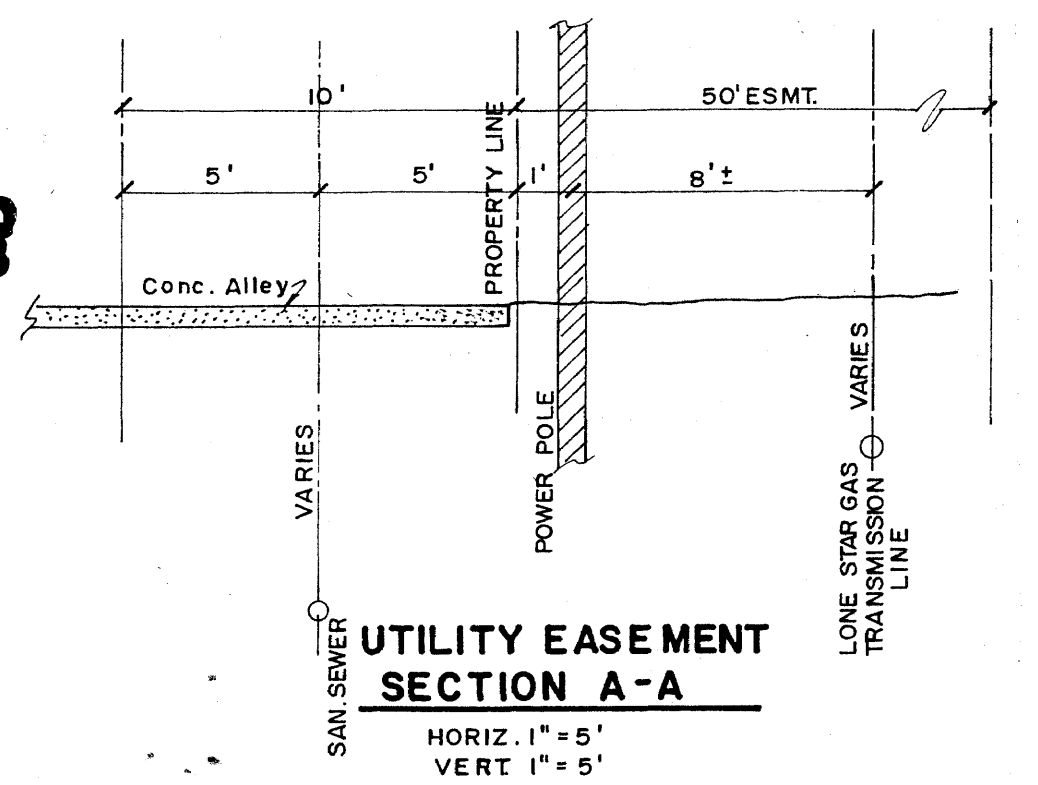 10'
50' ESMT.
5'
5'
1'
8'±
PROPERTY LINE
Conc. Alley
VARIES
VARIES
POWER POLE
LONE STAR GAS
TRANSMISSION
LINE
SAN. SEWER
UTILITY EASEMENT
SECTION A-A
HORIZ. 1" = 5'
VERT. 1" = 5'